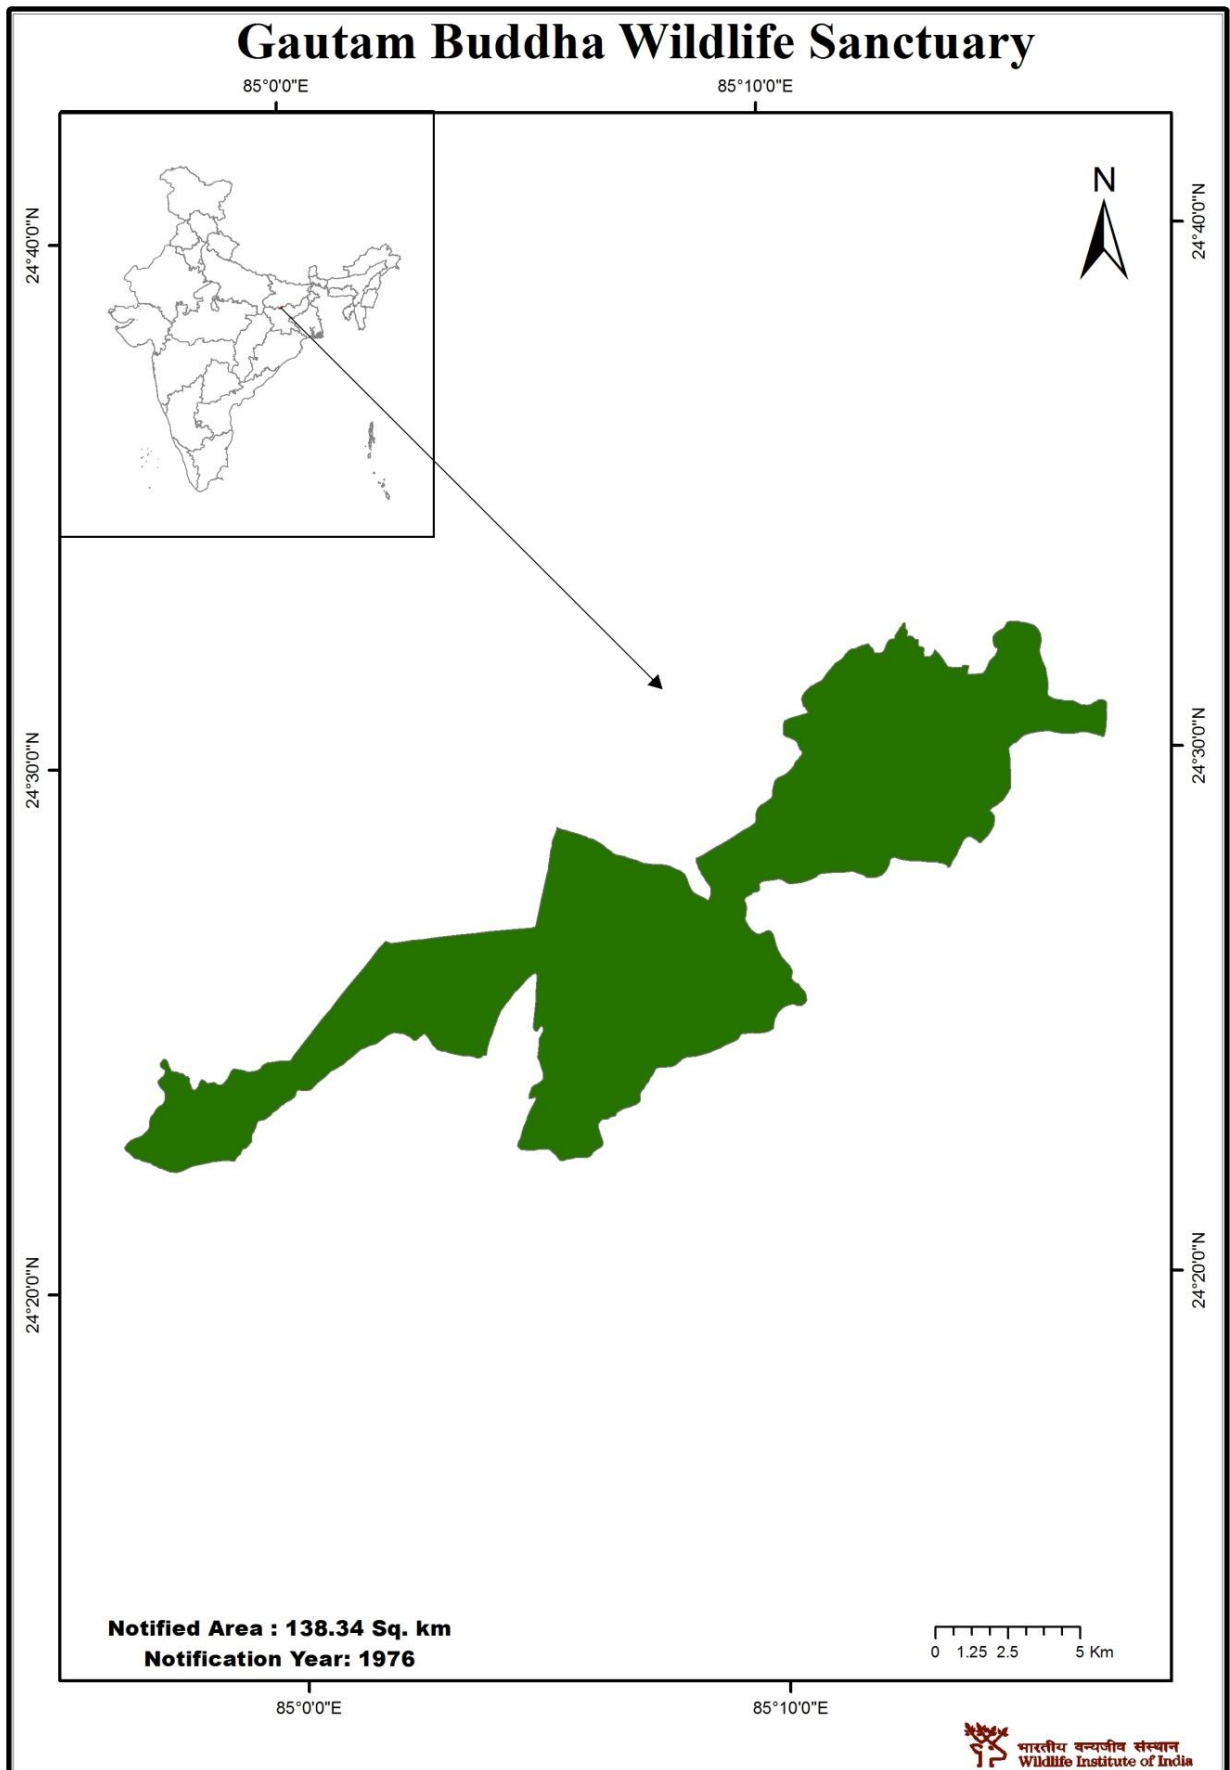 Gautam Buddha Wildlife Sanctuary
85°0'0"E 85°10'0"E
N
24°40'0"N 24°40'0"N
24°30'0"N 24°30'0"N
24°20'0"N 24°20'0"N
Notified Area : 138.34 Sq. km
Notification Year: 1976
0 1.25 2.5 5 Km
85°0'0"E 85°10'0"E
भारतीय वन्यजीव संस्थान
Wildlife Institute of India